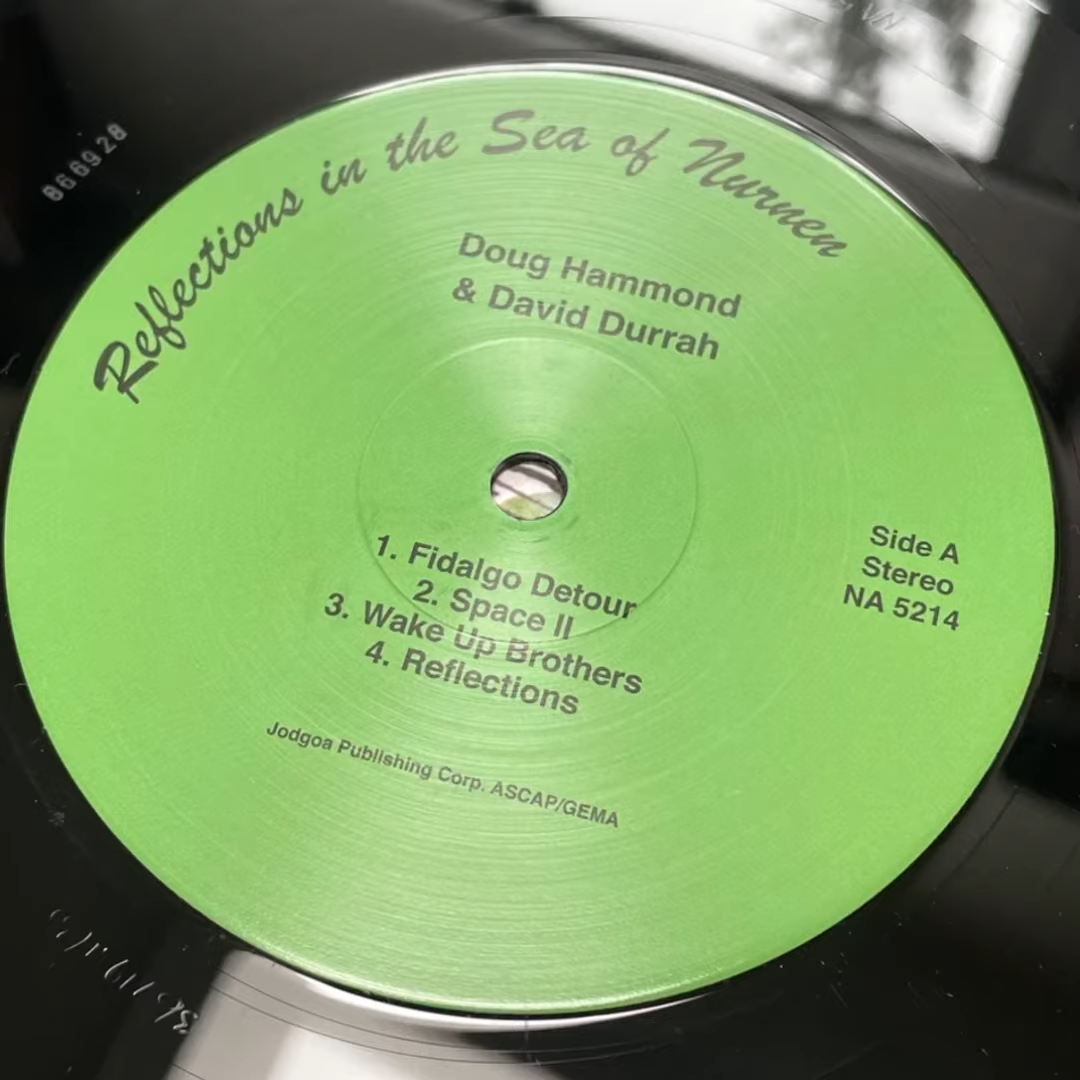 Reflections in the Sea of Nurnen
Doug Hammond
& David Durrah
1. Fidalgo Detour
2. Space II
3. Wake Up Brothers
4. Reflections
Side A
Stereo
NA 5214
Jodgoa Publishing Corp. ASCAP/GEMA
066928